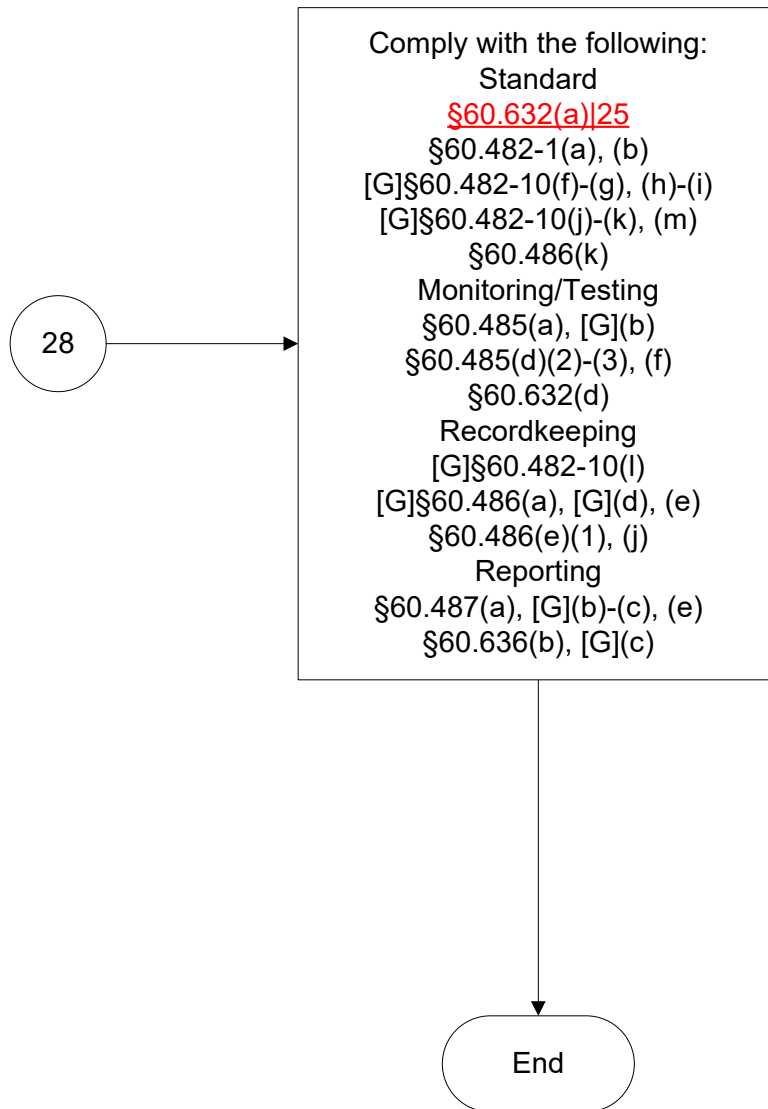 Comply with the following:
Standard
§60.632(a)|25
§60.482-1(a), (b)
[G]§60.482-10(f)-(g), (h)-(i)
[G]§60.482-10(j)-(k), (m)
§60.486(k)
Monitoring/Testing
§60.485(a), [G](b)
§60.485(d)(2)-(3), (f)
§60.632(d)
Recordkeeping
[G]§60.482-10(l)
[G]§60.486(a), [G](d), (e)
§60.486(e)(1), (j)
Reporting
§60.487(a), [G](b)-(c), (e)
§60.636(b), [G](c)
28
End